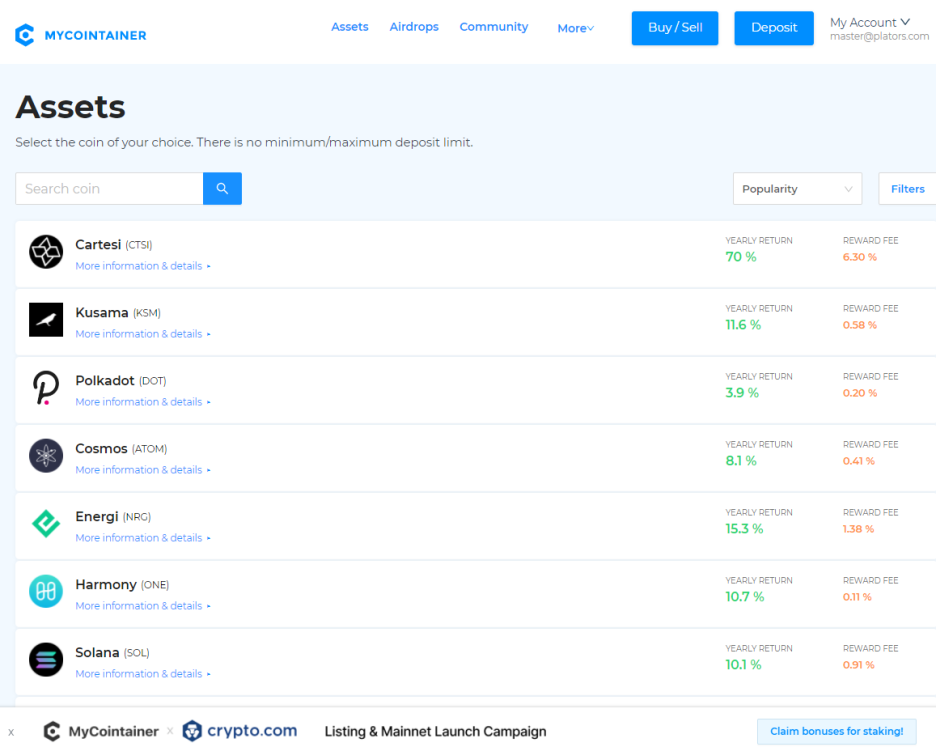 MYCOINTAINER
Assets Airdrops Community More Buy / Sell Deposit My Account
master@plators.com
Assets
Select the coin of your choice. There is no minimum/maximum deposit limit.
Search coin Popularity Filters
Cartesi (CTSI) YEARLY RETURN REWARD FEE
70 % 6.30 %
More information & details
Kusama (KSM) YEARLY RETURN REWARD FEE
11.6 % 0.58 %
More information & details
Polkadot (DOT) YEARLY RETURN REWARD FEE
3.9 % 0.20 %
More information & details
Cosmos (ATOM) YEARLY RETURN REWARD FEE
8.1 % 0.41 %
More information & details
Energi (NRG) YEARLY RETURN REWARD FEE
15.3 % 1.38 %
More information & details
Harmony (ONE) YEARLY RETURN REWARD FEE
10.7 % 0.11 %
More information & details
Solana (SOL) YEARLY RETURN REWARD FEE
10.1 % 0.91 %
More information & details
x MyCointainer x crypto.com Listing & Mainnet Launch Campaign Claim bonuses for staking!